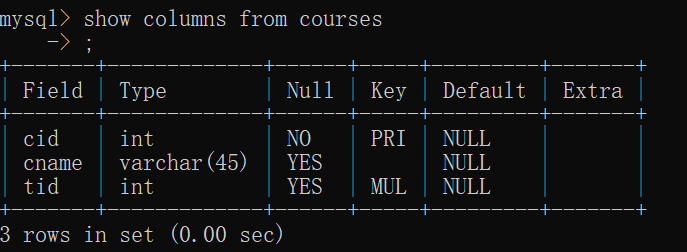 mysql> show columns from courses
    -> ;
+-------+-------------+------+-----+---------+-------+
| Field | Type        | Null | Key | Default | Extra |
+-------+-------------+------+-----+---------+-------+
| cid   | int         | NO   | PRI | NULL    |       |
| cname | varchar(45) | YES  |     | NULL    |       |
| tid   | int         | YES  | MUL | NULL    |       |
+-------+-------------+------+-----+---------+-------+
3 rows in set (0.00 sec)